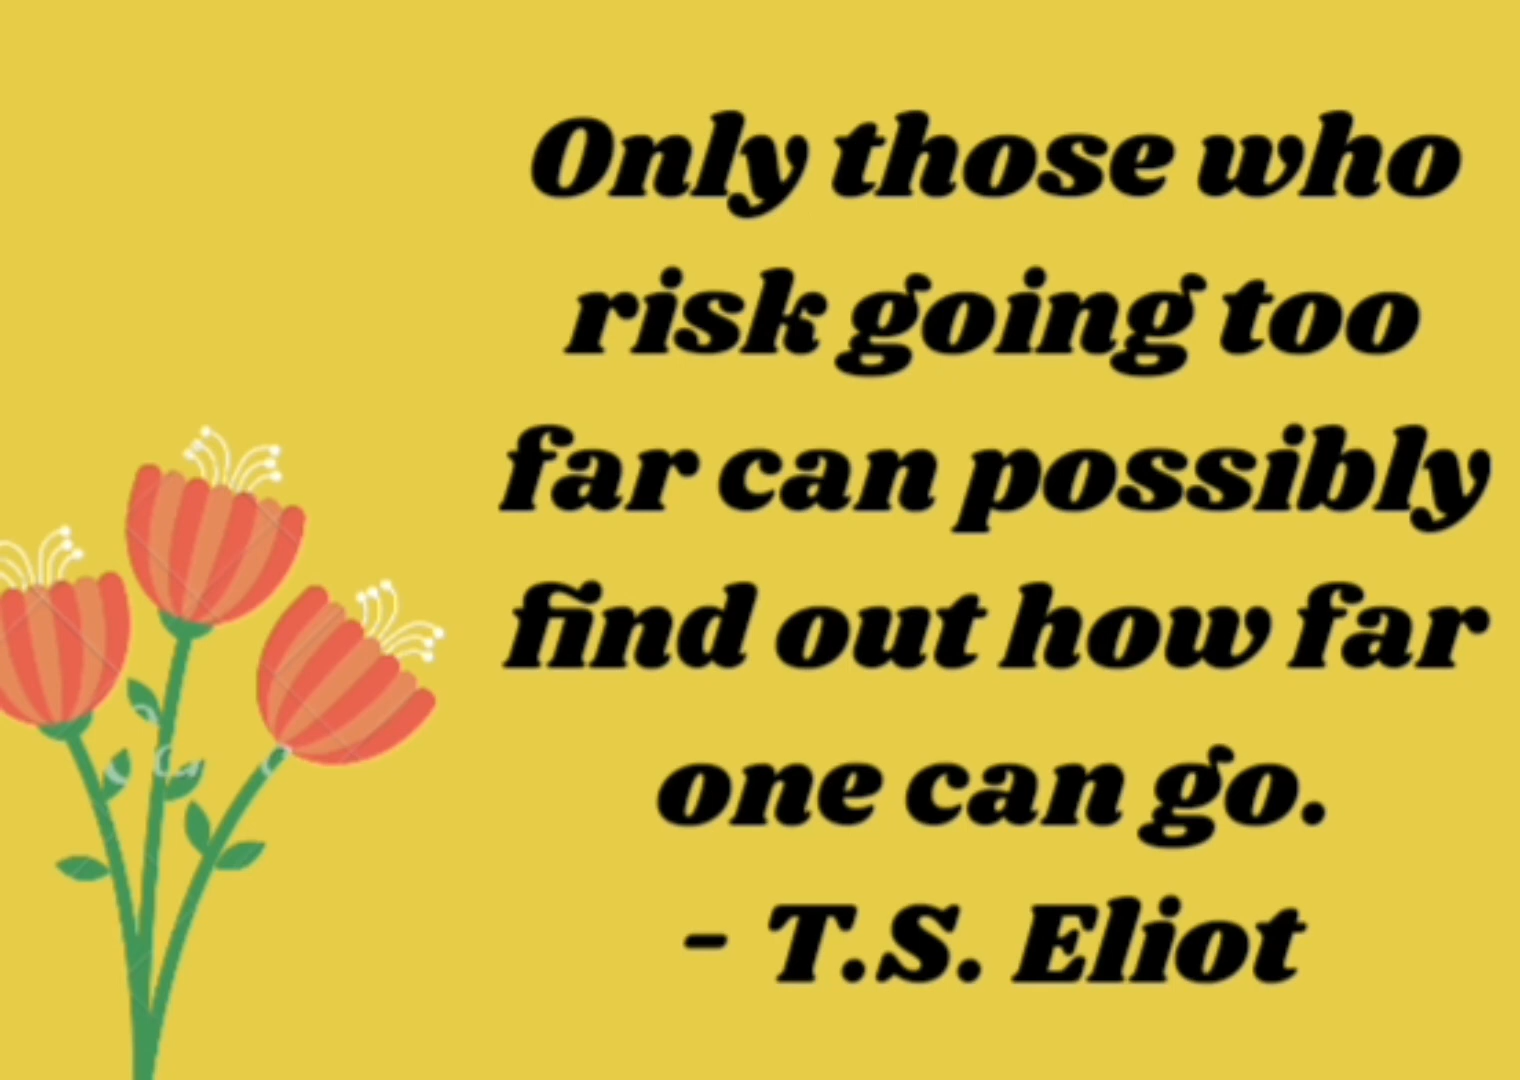 Only those who
risk going too
far can possibly
find out how far
one can go.
- T.S. Eliot